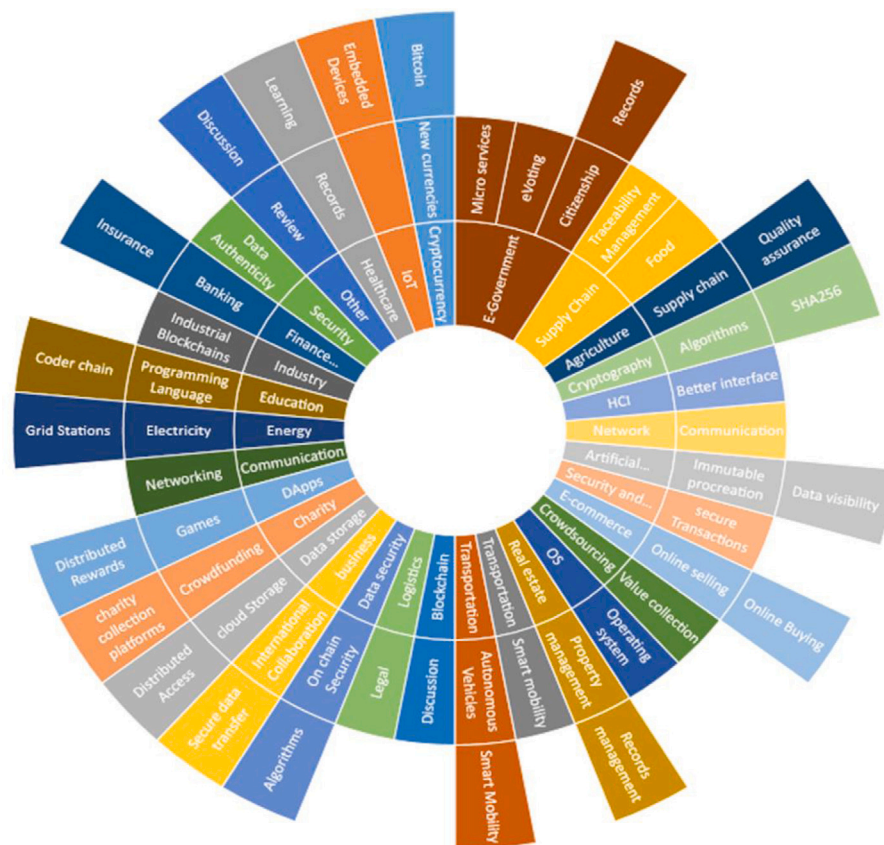 E-Government
Micro services
eVoting
Citizenship
Records
Supply Chain
Traceability
Management
Food
Agriculture
Supply chain
Quality
assurance
Cryptography
Algorithms
SHA256
HCI
Better interface
Network
Communication
Artificial...
Immutable
procreation
Data visibility
Security and...
secure
Transactions
E-commerce
Online selling
Online Buying
Crowdsourcing
Value collection
OS
Operating
system
Real estate
Property
management
Records
management
Transportation
Smart mobility
Transportation
Autonomous
Vehicles
Smart Mobility
Blockchain
Discussion
Logistics
Legal
Data security
On chain
Security
Algorithms
business
International
Collaboration
Secure data
transfer
Data storage
cloud Storage
Distributed
Access
Charity
Crowdfunding
charity
collection
platforms
DApps
Games
Distributed
Rewards
Communication
Networking
Energy
Electricity
Grid Stations
Education
Programming
Language
Coder chain
Industry
Industrial
Blockchains
Finance...
Banking
Insurance
Security
Data
Authenticity
Other
Review
Discussion
Healthcare
Records
Learning
IoT
Embedded
Devices
Cryptocurrency
New currencies
Bitcoin